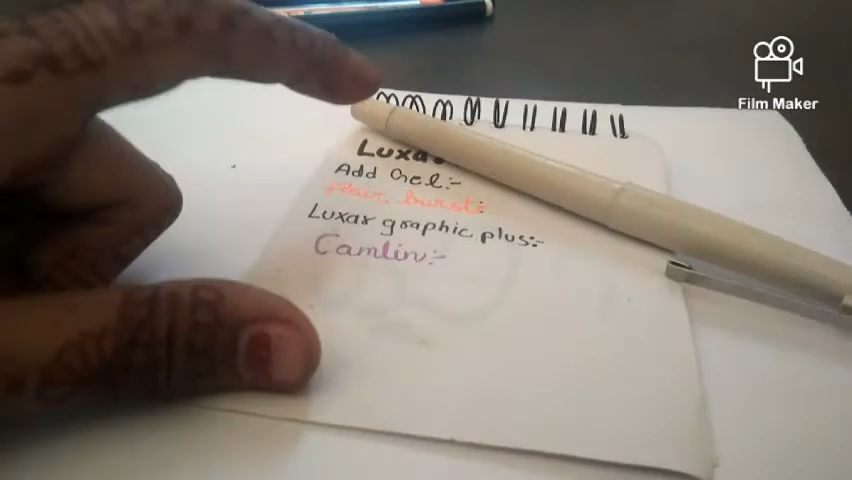 Film Maker
Add Gel:-
flair burst:
Luxar graphic plus:-
Camlin:-